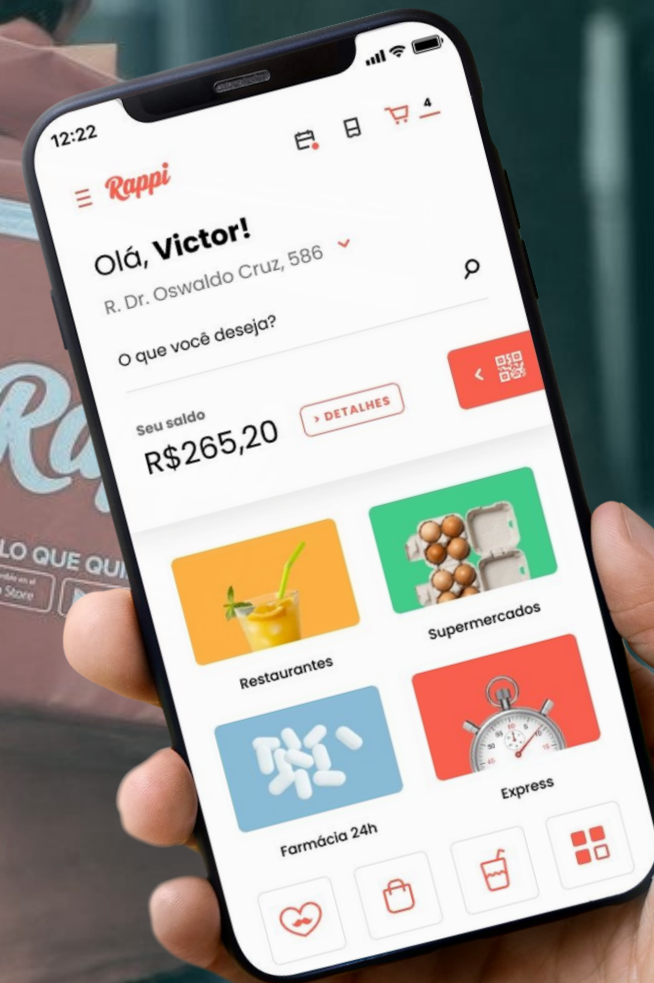 12:22
4
Rappi
Olá, Victor!
R. Dr. Oswaldo Cruz, 586
O que você deseja?
Seu saldo
R$265,20
› DETALHES
Restaurantes
Supermercados
Farmácia 24h
Express
Ra
LO QUE QUI
Store